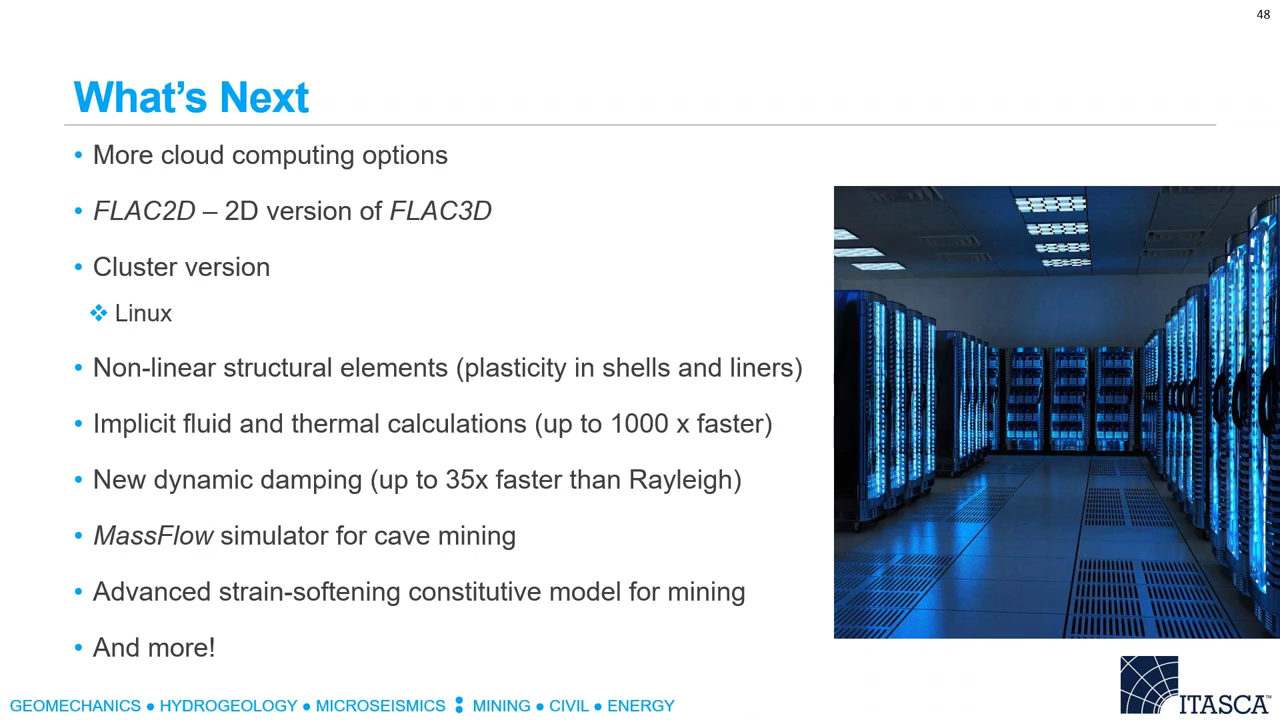 48
What’s Next
• More cloud computing options
• FLAC2D – 2D version of FLAC3D
• Cluster version
❖ Linux
• Non-linear structural elements (plasticity in shells and liners)
• Implicit fluid and thermal calculations (up to 1000 x faster)
• New dynamic damping (up to 35x faster than Rayleigh)
• MassFlow simulator for cave mining
• Advanced strain-softening constitutive model for mining
• And more!
GEOMECHANICS ● HYDROGEOLOGY ● MICROSEISMICS : MINING ● CIVIL ● ENERGY
ITASCA™